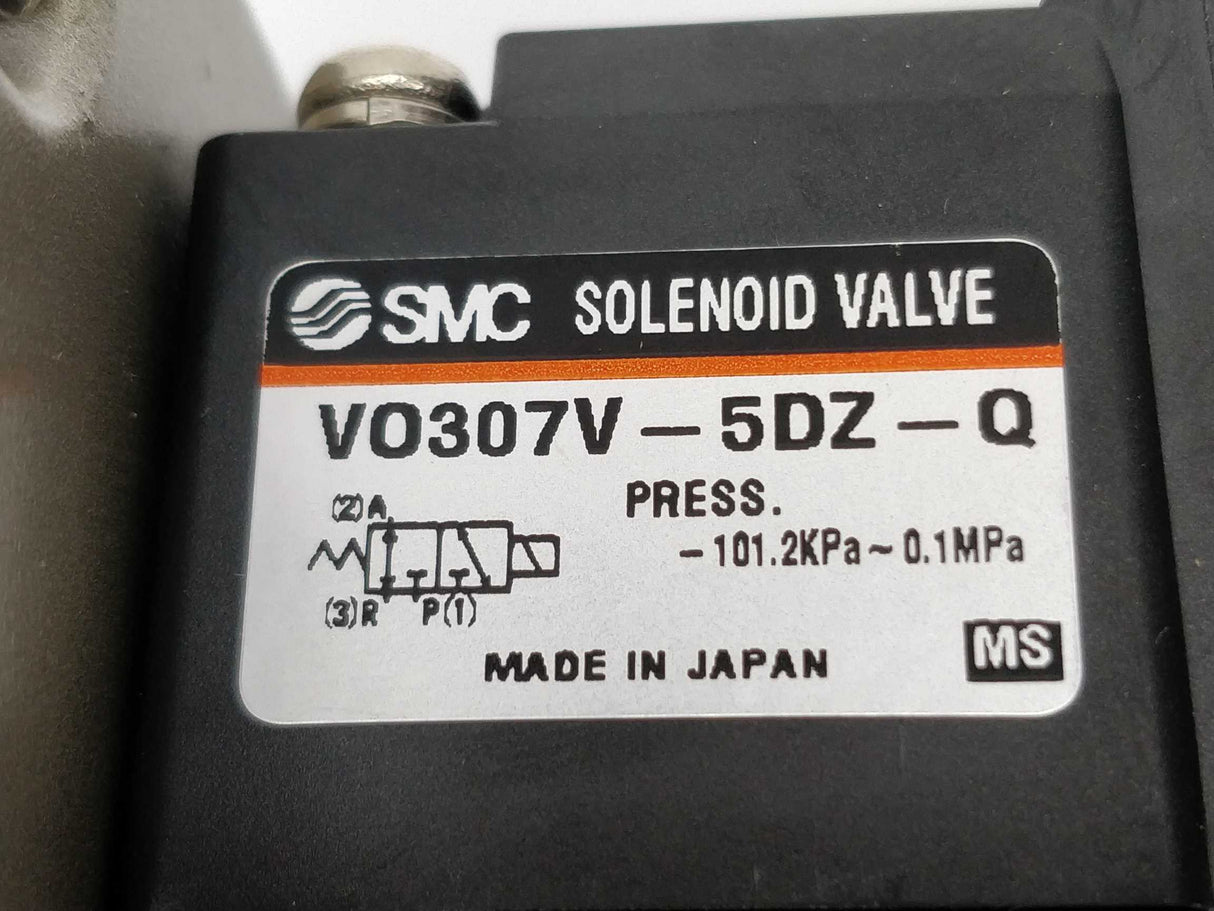 SMC SOLENOID VALVE
VO307V-5DZ-Q
(2)A
PRESS.
-101.2KPa~0.1MPa
(3)R P(1)
MADE IN JAPAN
MS